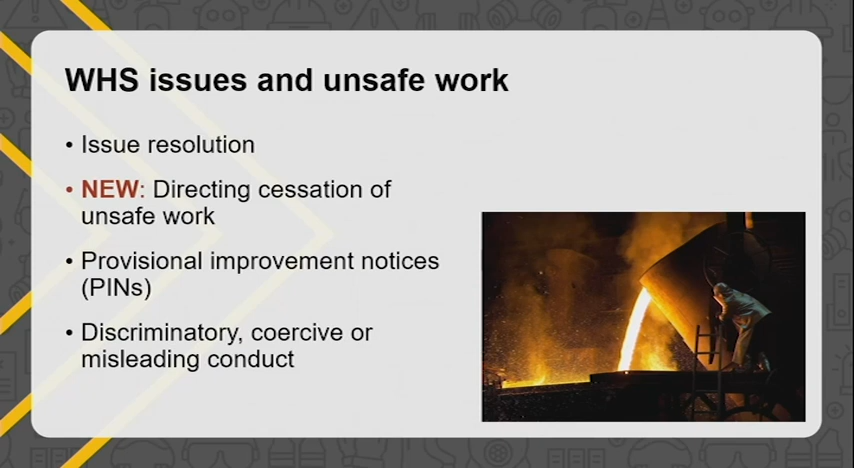 WHS issues and unsafe work
• Issue resolution
• NEW: Directing cessation of
unsafe work
• Provisional improvement notices
(PINs)
• Discriminatory, coercive or
misleading conduct